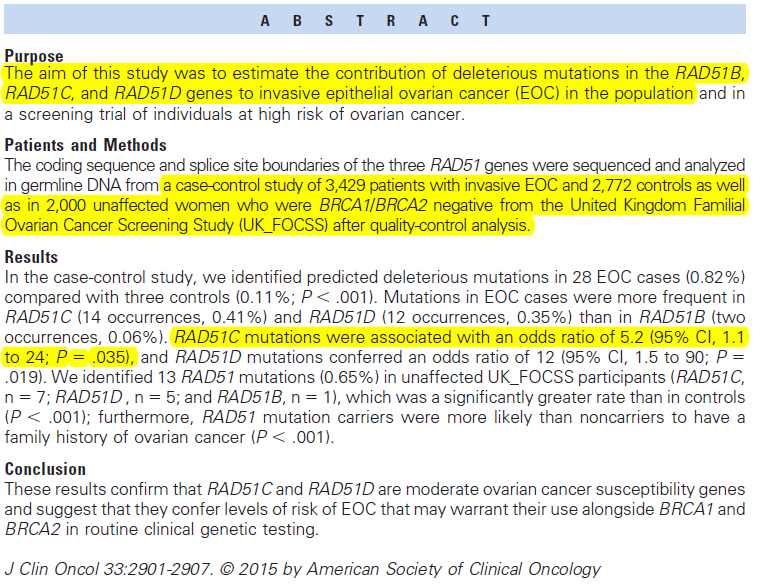 A B S T R A C T
Purpose
The aim of this study was to estimate the contribution of deleterious mutations in the RAD51B,
RAD51C, and RAD51D genes to invasive epithelial ovarian cancer (EOC) in the population and in
a screening trial of individuals at high risk of ovarian cancer.
Patients and Methods
The coding sequence and splice site boundaries of the three RAD51 genes were sequenced and analyzed
in germline DNA from a case-control study of 3,429 patients with invasive EOC and 2,772 controls as well
as in 2,000 unaffected women who were BRCA1/BRCA2 negative from the United Kingdom Familial
Ovarian Cancer Screening Study (UK_FOCSS) after quality-control analysis.
Results
In the case-control study, we identified predicted deleterious mutations in 28 EOC cases (0.82%)
compared with three controls (0.11%; P < .001). Mutations in EOC cases were more frequent in
RAD51C (14 occurrences, 0.41%) and RAD51D (12 occurrences, 0.35%) than in RAD51B (two
occurrences, 0.06%). RAD51C mutations were associated with an odds ratio of 5.2 (95% CI, 1.1
to 24; P = .035), and RAD51D mutations conferred an odds ratio of 12 (95% CI, 1.5 to 90; P =
.019). We identified 13 RAD51 mutations (0.65%) in unaffected UK_FOCSS participants (RAD51C,
n = 7; RAD51D, n = 5; and RAD51B, n = 1), which was a significantly greater rate than in controls
(P < .001); furthermore, RAD51 mutation carriers were more likely than noncarriers to have a
family history of ovarian cancer (P < .001).
Conclusion
These results confirm that RAD51C and RAD51D are moderate ovarian cancer susceptibility genes
and suggest that they confer levels of risk of EOC that may warrant their use alongside BRCA1 and
BRCA2 in routine clinical genetic testing.
J Clin Oncol 33:2901-2907. © 2015 by American Society of Clinical Oncology